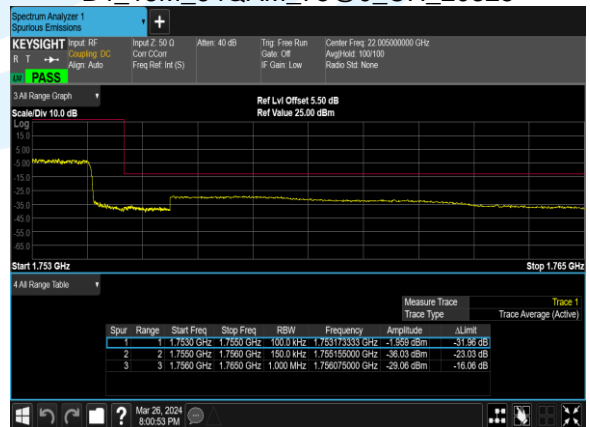 Spectrum Analyzer 1
Spurious Emissions
+
KEYSIGHT Input: RF Input Z: 50 Ω Atten: 40 dB Trig: Free Run Center Freq: 22.005000000 GHz
R T Coupling: DC Corr CCorr Gate: Off Avg|Hold: 100/100
Align: Auto Freq Ref: Int (S) IF Gain: Low Radio Std: None
PASS
3 All Range Graph
Ref Lvl Offset 5.50 dB
Scale/Div 10.0 dB Ref Value 25.00 dBm
Log
15.0
5.00
-5.00
-15.0
-25.0
-35.0
-45.0
-55.0
-65.0
Start 1.753 GHz Stop 1.765 GHz
4 All Range Table
Measure Trace Trace 1
Trace Type Trace Average (Active)
Spur Range Start Freq Stop Freq RBW Frequency Amplitude ΔLimit
1 1 1.7530 GHz 1.7550 GHz 100.0 kHz 1.753173333 GHz -1.959 dBm -31.96 dB
2 2 1.7550 GHz 1.7560 GHz 150.0 kHz 1.755155000 GHz -36.03 dBm -23.03 dB
3 3 1.7560 GHz 1.7650 GHz 1.000 MHz 1.756075000 GHz -29.06 dBm -16.06 dB
? Mar 26, 2024
8:00:53 PM